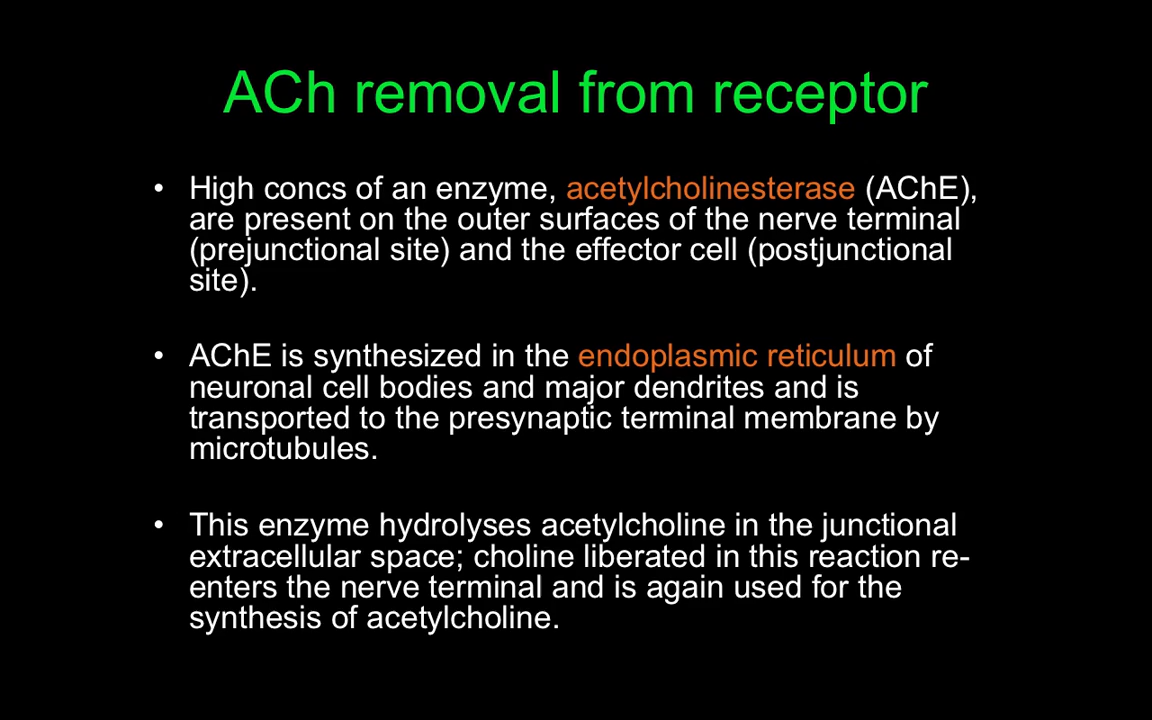 ACh removal from receptor
• High concs of an enzyme, acetylcholinesterase (AChE),
are present on the outer surfaces of the nerve terminal
(prejunctional site) and the effector cell (postjunctional
site).
• AChE is synthesized in the endoplasmic reticulum of
neuronal cell bodies and major dendrites and is
transported to the presynaptic terminal membrane by
microtubules.
• This enzyme hydrolyses acetylcholine in the junctional
extracellular space; choline liberated in this reaction re-
enters the nerve terminal and is again used for the
synthesis of acetylcholine.